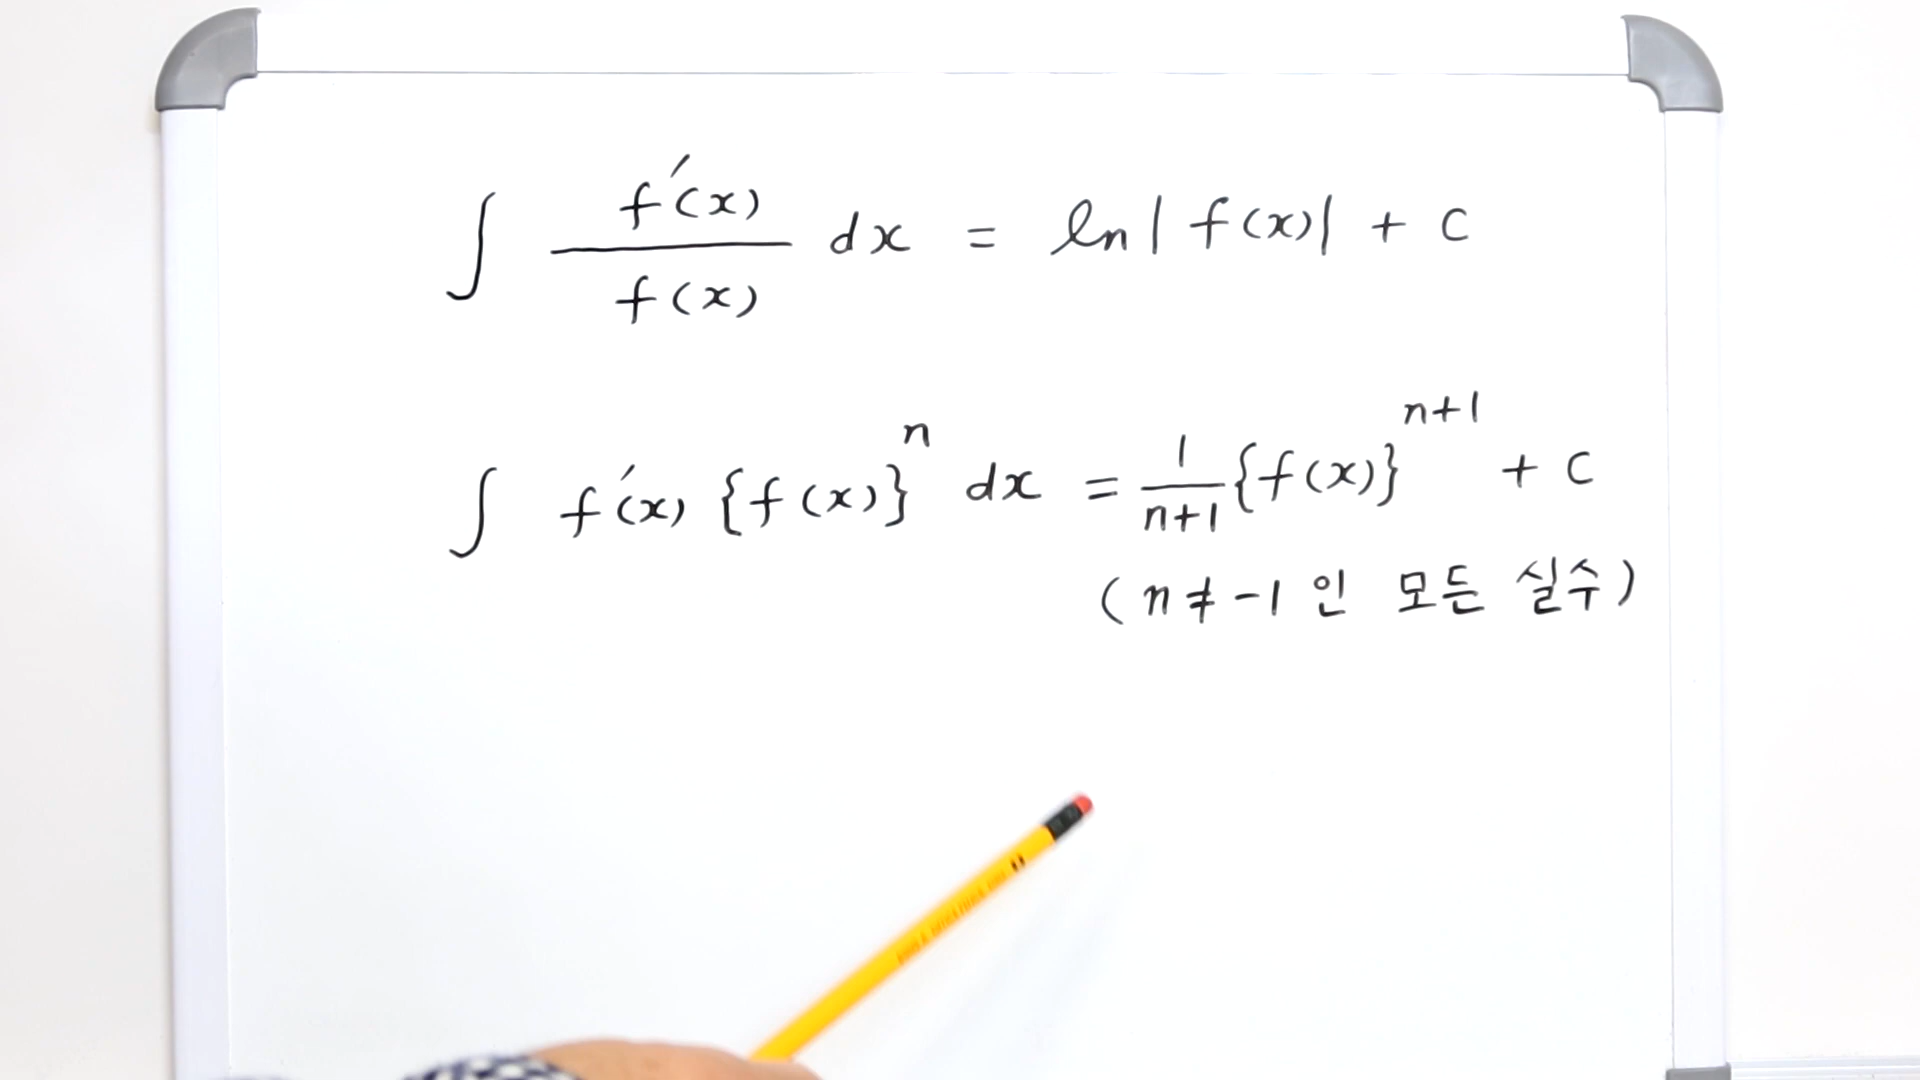 ∫ f′(x)/f(x) dx = ln|f(x)| + C
∫ f′(x) {f(x)}ⁿ dx = 1/(n+1) {f(x)}ⁿ⁺¹ + C
(n ≠ -1 인 모든 실수)